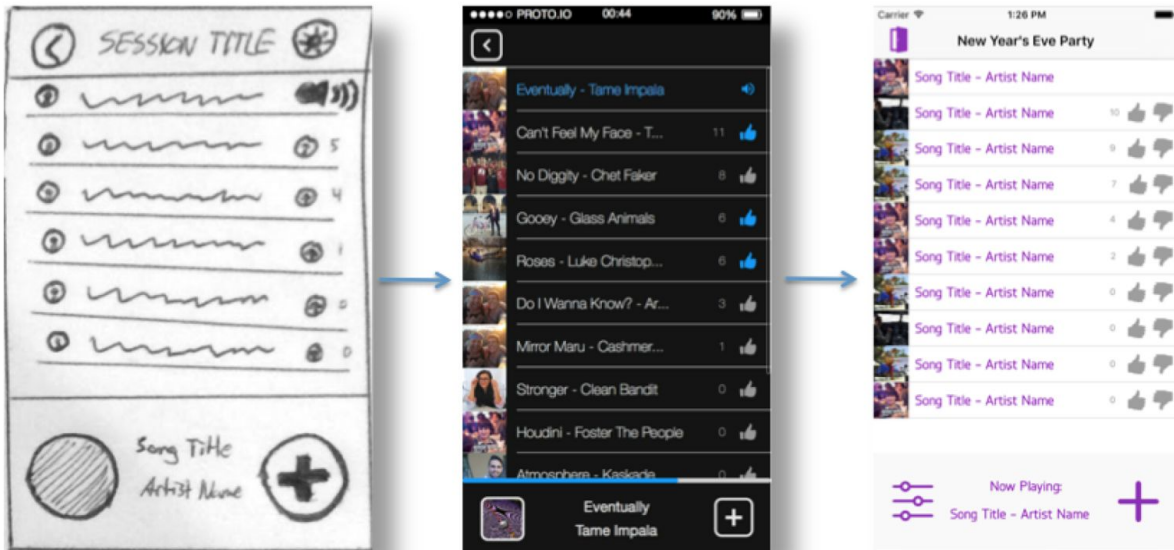 SESSION TITLE
5
4
1
0
0
Song Title
Artist Name
PROTO.IO 00:44 90%
Eventually - Tame Impala
Can't Feel My Face - T... 11
No Diggity - Chet Faker 8
Gooey - Glass Animals 6
Roses - Luke Christop... 6
Do I Wanna Know? - Ar... 3
Mirror Maru - Cashmer... 1
Stronger - Clean Bandit 0
Houdini - Foster The People 0
Atmosphere - Kaskade 0
Eventually
Tame Impala
Carrier 1:26 PM
New Year's Eve Party
Song Title - Artist Name
Song Title - Artist Name 10
Song Title - Artist Name 9
Song Title - Artist Name 7
Song Title - Artist Name 4
Song Title - Artist Name 2
Song Title - Artist Name 0
Song Title - Artist Name 0
Song Title - Artist Name 0
Song Title - Artist Name 0
Now Playing:
Song Title - Artist Name